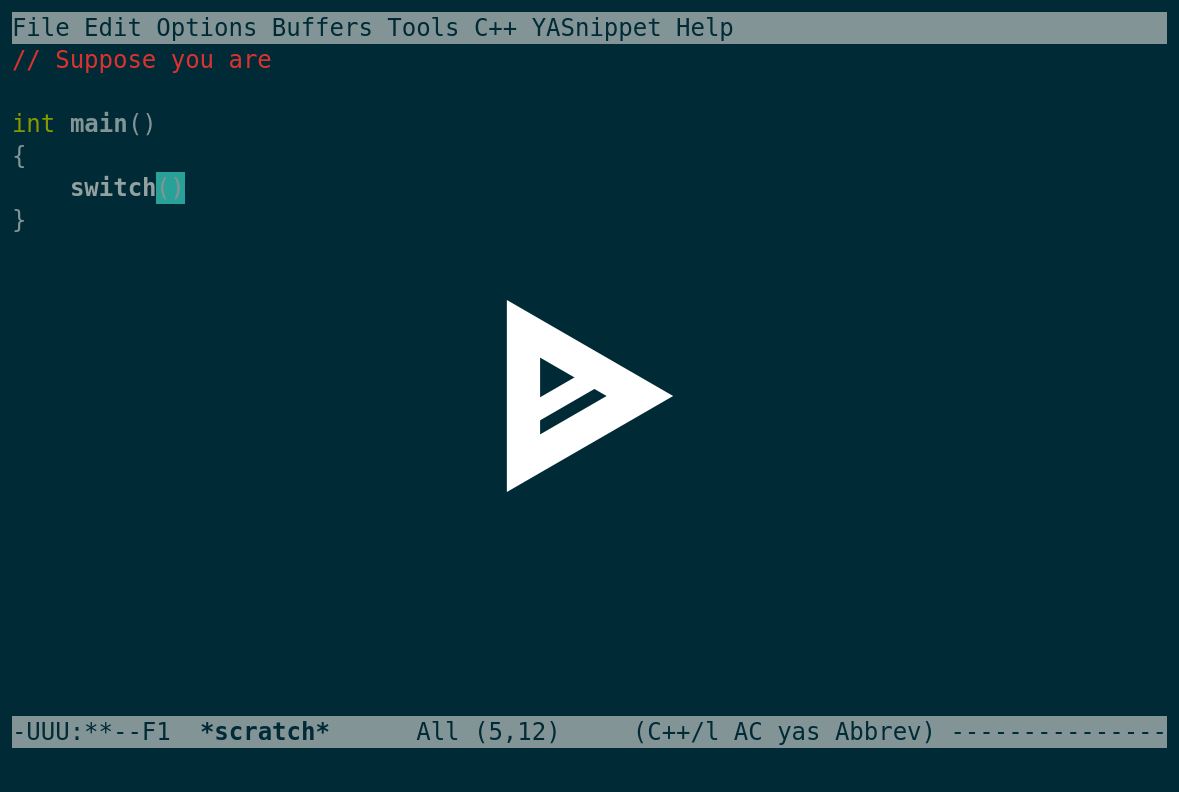 File Edit Options Buffers Tools C++ YASnippet Help
// Suppose you are
int main()
{
    switch()
}
-UUU:**--F1  *scratch*      All (5,12)     (C++/l AC yas Abbrev) ---------------